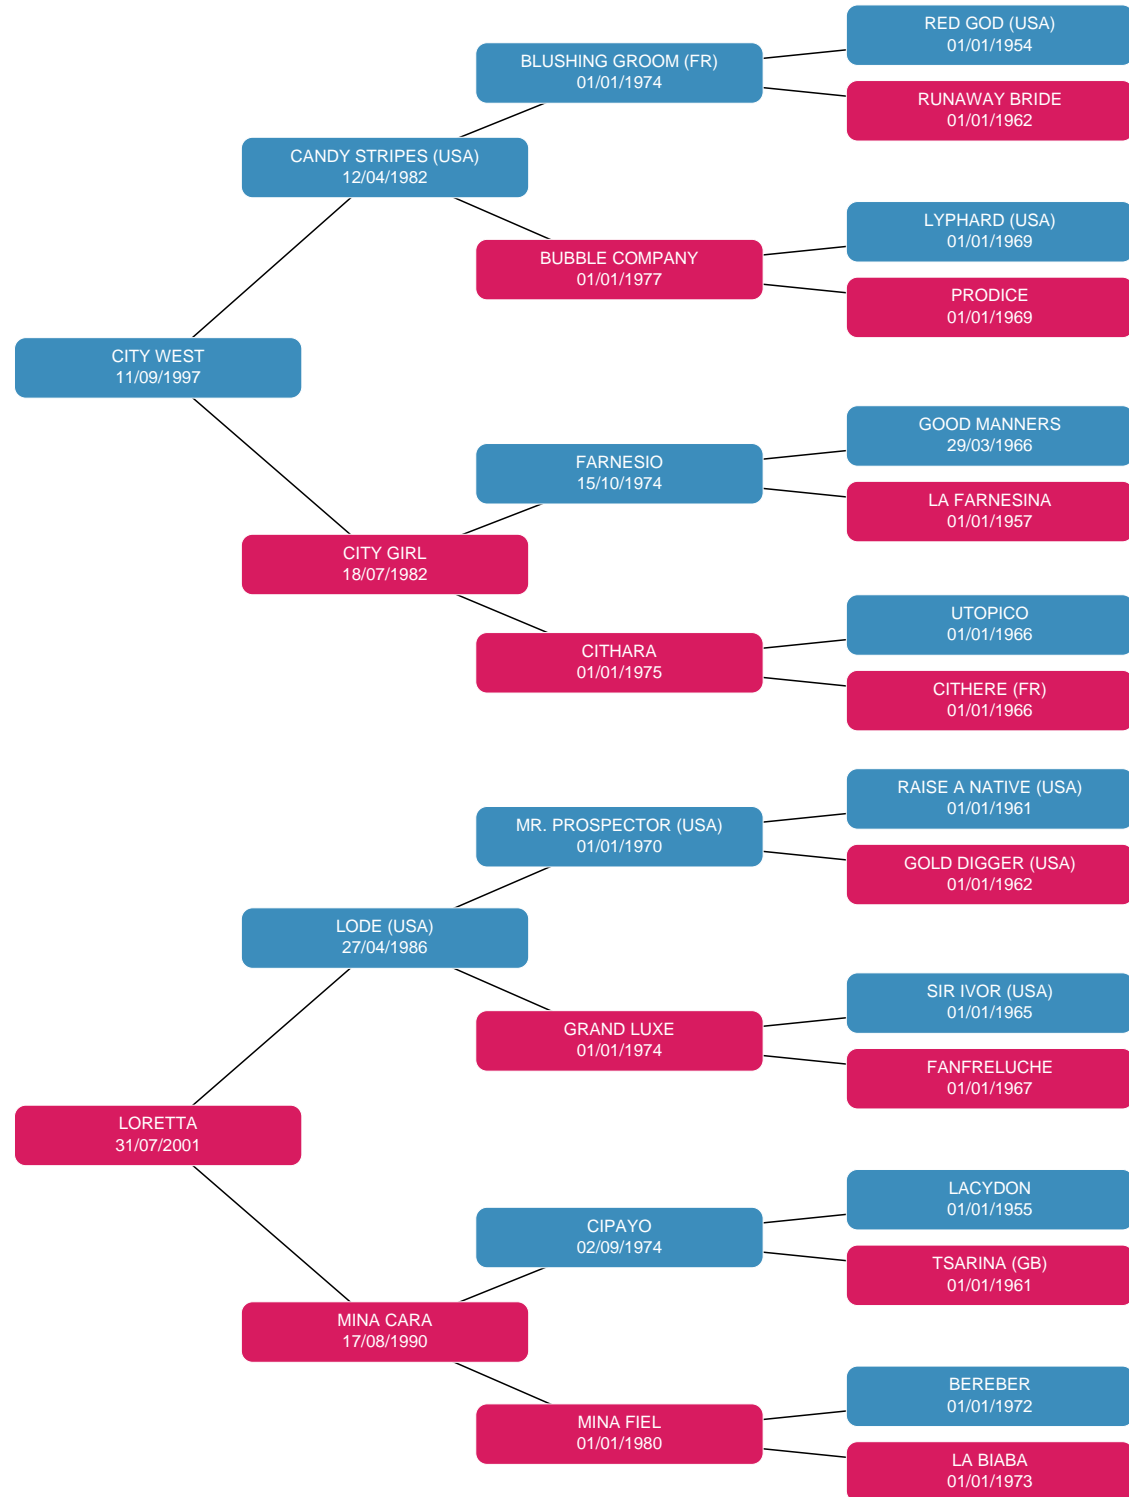 RED GOD (USA)
01/01/1954
BLUSHING GROOM (FR)
01/01/1974
RUNAWAY BRIDE
01/01/1962
CANDY STRIPES (USA)
12/04/1982
LYPHARD (USA)
01/01/1969
BUBBLE COMPANY
01/01/1977
PRODICE
01/01/1969
CITY WEST
11/09/1997
GOOD MANNERS
29/03/1966
FARNESIO
15/10/1974
LA FARNESINA
01/01/1957
CITY GIRL
18/07/1982
UTOPICO
01/01/1966
CITHARA
01/01/1975
CITHERE (FR)
01/01/1966
RAISE A NATIVE (USA)
01/01/1961
MR. PROSPECTOR (USA)
01/01/1970
GOLD DIGGER (USA)
01/01/1962
LODE (USA)
27/04/1986
SIR IVOR (USA)
01/01/1965
GRAND LUXE
01/01/1974
FANFRELUCHE
01/01/1967
LORETTA
31/07/2001
LACYDON
01/01/1955
CIPAYO
02/09/1974
TSARINA (GB)
01/01/1961
MINA CARA
17/08/1990
BEREBER
01/01/1972
MINA FIEL
01/01/1980
LA BIABA
01/01/1973